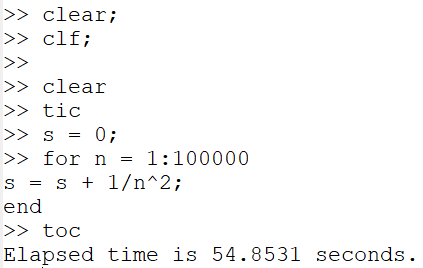 >> clear;
>> clf;
>>
>> clear
>> tic
>> s = 0;
>> for n = 1:100000
s = s + 1/n^2;
end
>> toc
Elapsed time is 54.8531 seconds.